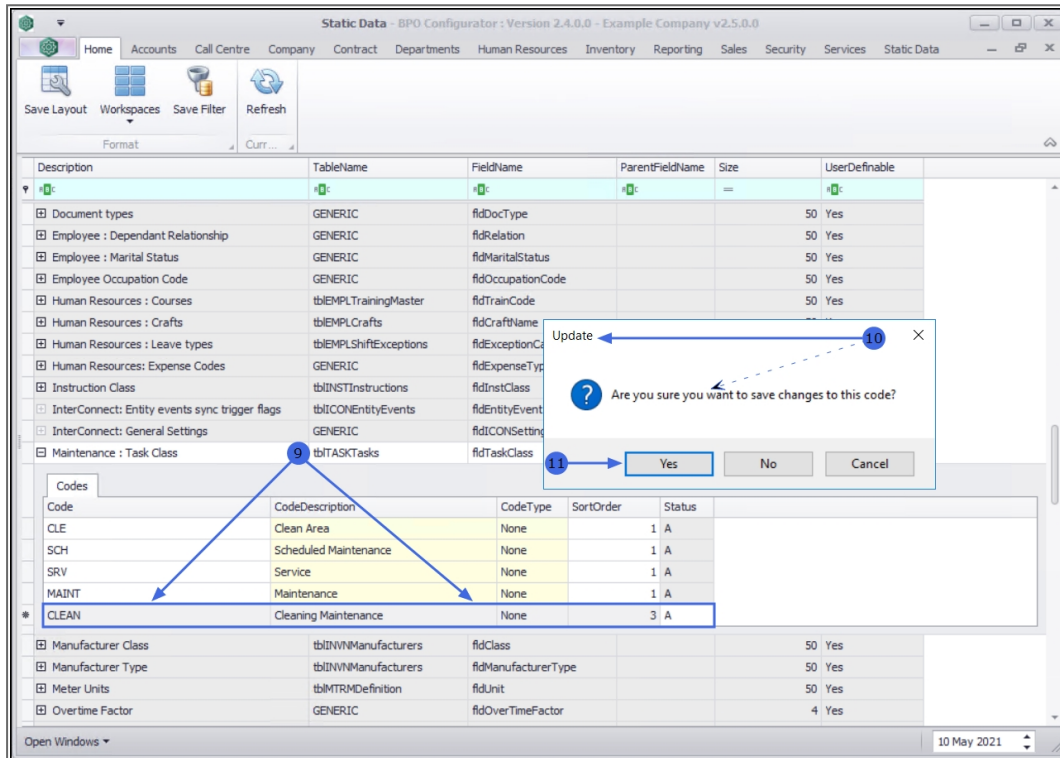 Static Data - BPO Configurator : Version 2.4.0.0 - Example Company v2.5.0.0
Home Accounts Call Centre Company Contract Departments Human Resources Inventory Reporting Sales Security Services Static Data
Save Layout Workspaces Save Filter Refresh
Format Curr...
Description TableName FieldName ParentFieldName Size UserDefinable
Document types GENERIC fldDocType 50 Yes
Employee : Dependant Relationship GENERIC fldRelation 50 Yes
Employee : Marital Status GENERIC fldMaritalStatus 50 Yes
Employee Occupation Code GENERIC fldOccupationCode 50 Yes
Human Resources : Courses tblEMPLTrainingMaster fldTrainCode 50 Yes
Human Resources : Crafts tblEMPLCrafts fldCraftName
Update 10
Human Resources : Leave types tblEMPLShiftExceptions fldExceptionCa
Human Resources: Expense Codes GENERIC fldExpenseTyp
Instruction Class tblINSTInstructions fldInstClass
Are you sure you want to save changes to this code?
InterConnect: Entity events sync trigger flags tblICONEntityEvents fldEntityEvent
InterConnect: General Settings GENERIC fldICONSetting
Maintenance : Task Class 9 tblTASKTasks fldTaskClass
11 Yes No Cancel
Codes
Code CodeDescription CodeType SortOrder Status
CLE Clean Area None 1 A
SCH Scheduled Maintenance None 1 A
SRV Service None 1 A
MAINT Maintenance None 1 A
CLEAN Cleaning Maintenance None 3 A
Manufacturer Class tblINVNManufacturers fldClass 50 Yes
Manufacturer Type tblINVNManufacturers fldManufacturerType 50 Yes
Meter Units tblMTRMDefinition fldUnit 50 Yes
Overtime Factor GENERIC fldOverTimeFactor 4 Yes
Open Windows 10 May 2021